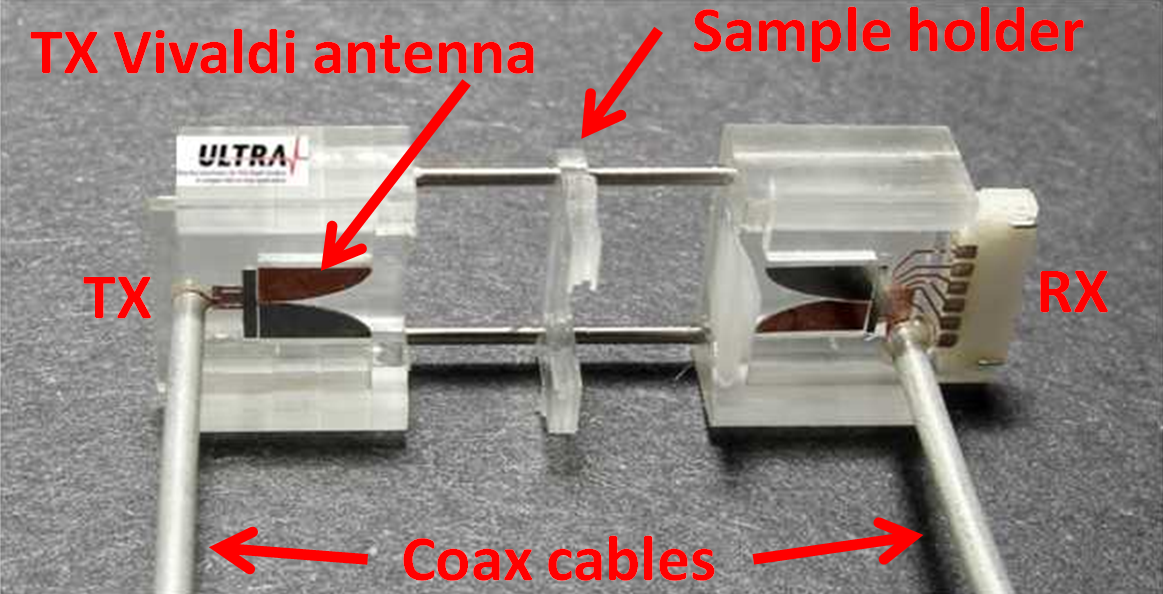 TX Vivaldi antenna
Sample holder
ULTRA
TX
RX
Coax cables